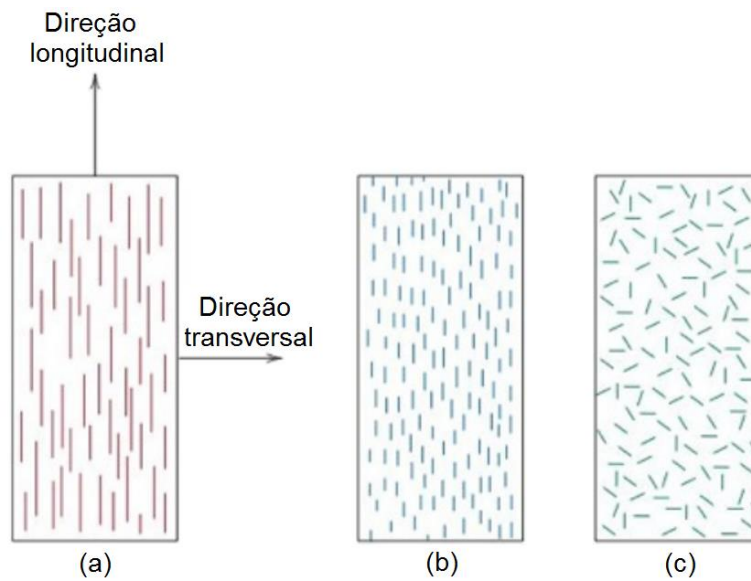 Direção
longitudinal
Direção
transversal
(a)
(b)
(c)